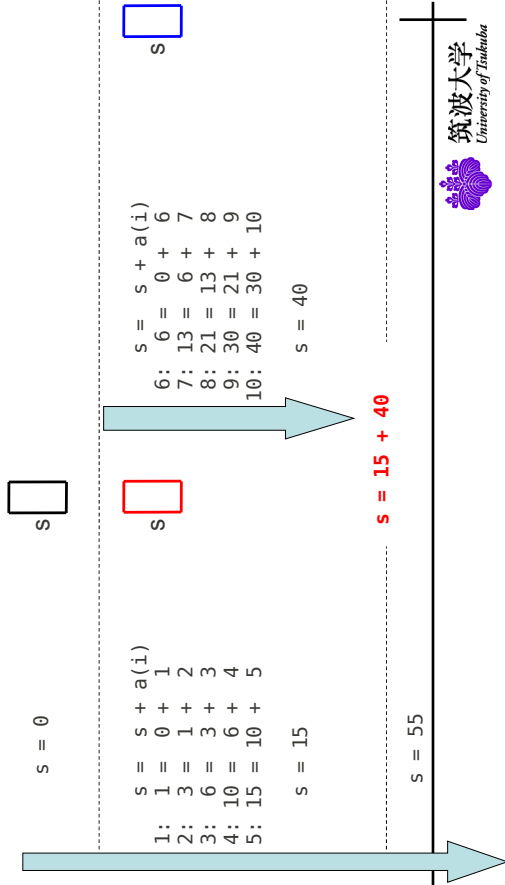 s = 0
s
s = s + a(i)
1: 1 = 0 + 1
2: 3 = 1 + 2
3: 6 = 3 + 3
4: 10 = 6 + 4
5: 15 = 10 + 5
s = 15
s
s = s + a(i)
6: 6 = 0 + 6
7: 13 = 6 + 7
8: 21 = 13 + 8
9: 30 = 21 + 9
10: 40 = 30 + 10
s = 40
s
s = 15 + 40
s = 55
筑波大学
University of Tsukuba